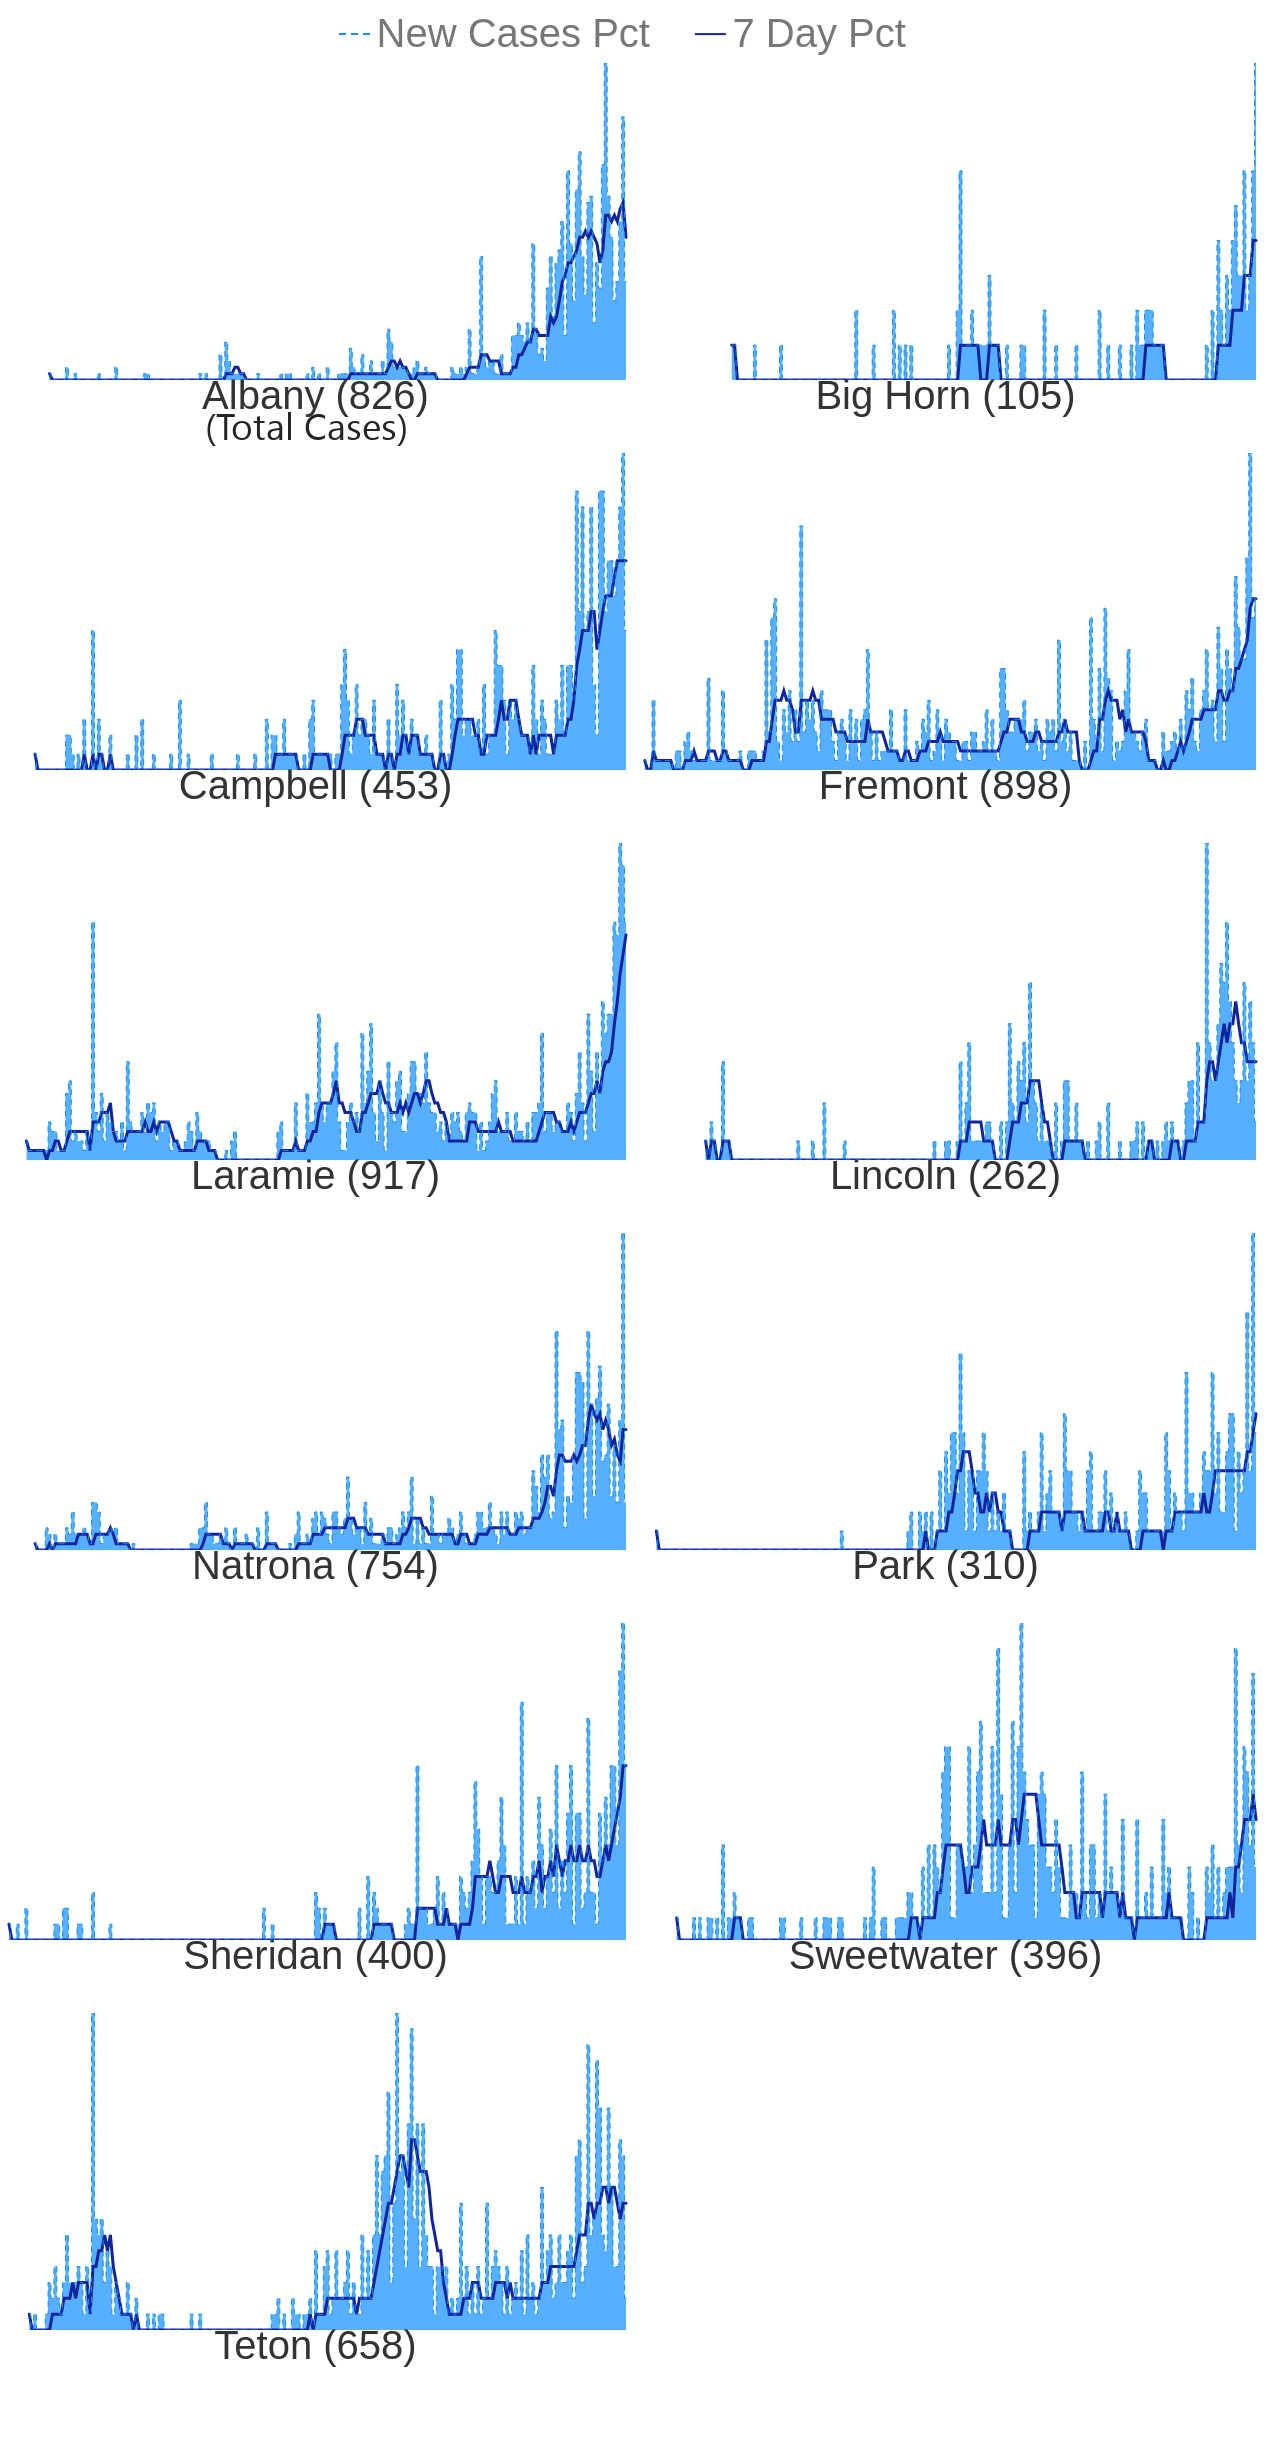 New Cases Pct 7 Day Pct
Albany (826) Big Horn (105)
(Total Cases)
Campbell (453) Fremont (898)
Laramie (917) Lincoln (262)
Natrona (754) Park (310)
Sheridan (400) Sweetwater (396)
Teton (658)